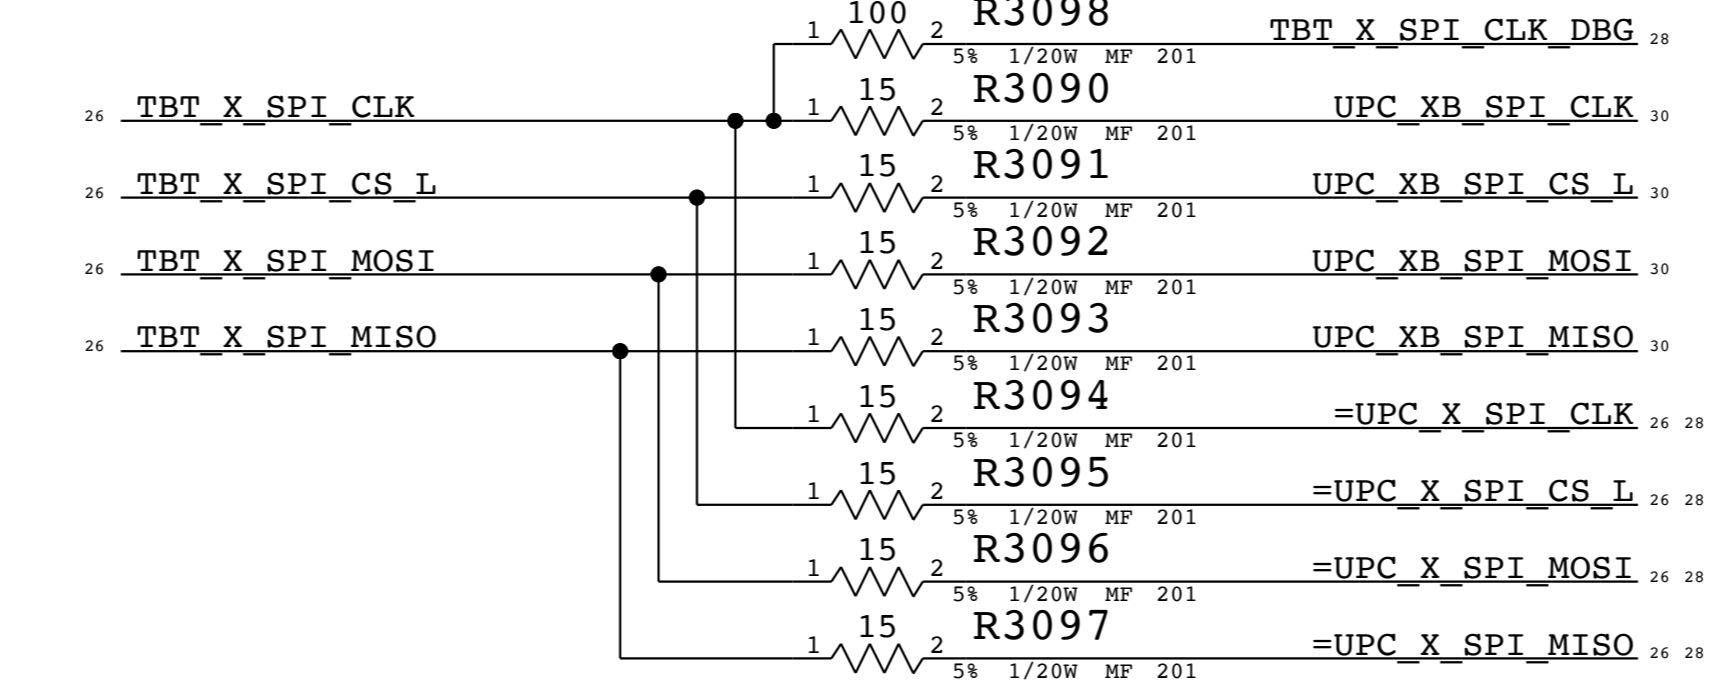 100 R3098
1 2 TBT_X_SPI_CLK_DBG 28
5% 1/20W MF 201
15 R3090
26 TBT_X_SPI_CLK 1 2 UPC_XB_SPI_CLK 30
5% 1/20W MF 201
15 R3091
26 TBT_X_SPI_CS_L 1 2 UPC_XB_SPI_CS_L 30
5% 1/20W MF 201
15 R3092
26 TBT_X_SPI_MOSI 1 2 UPC_XB_SPI_MOSI 30
5% 1/20W MF 201
15 R3093
26 TBT_X_SPI_MISO 1 2 UPC_XB_SPI_MISO 30
5% 1/20W MF 201
15 R3094
1 2 =UPC_X_SPI_CLK 26 28
5% 1/20W MF 201
15 R3095
1 2 =UPC_X_SPI_CS_L 26 28
5% 1/20W MF 201
15 R3096
1 2 =UPC_X_SPI_MOSI 26 28
5% 1/20W MF 201
15 R3097
1 2 =UPC_X_SPI_MISO 26 28
5% 1/20W MF 201